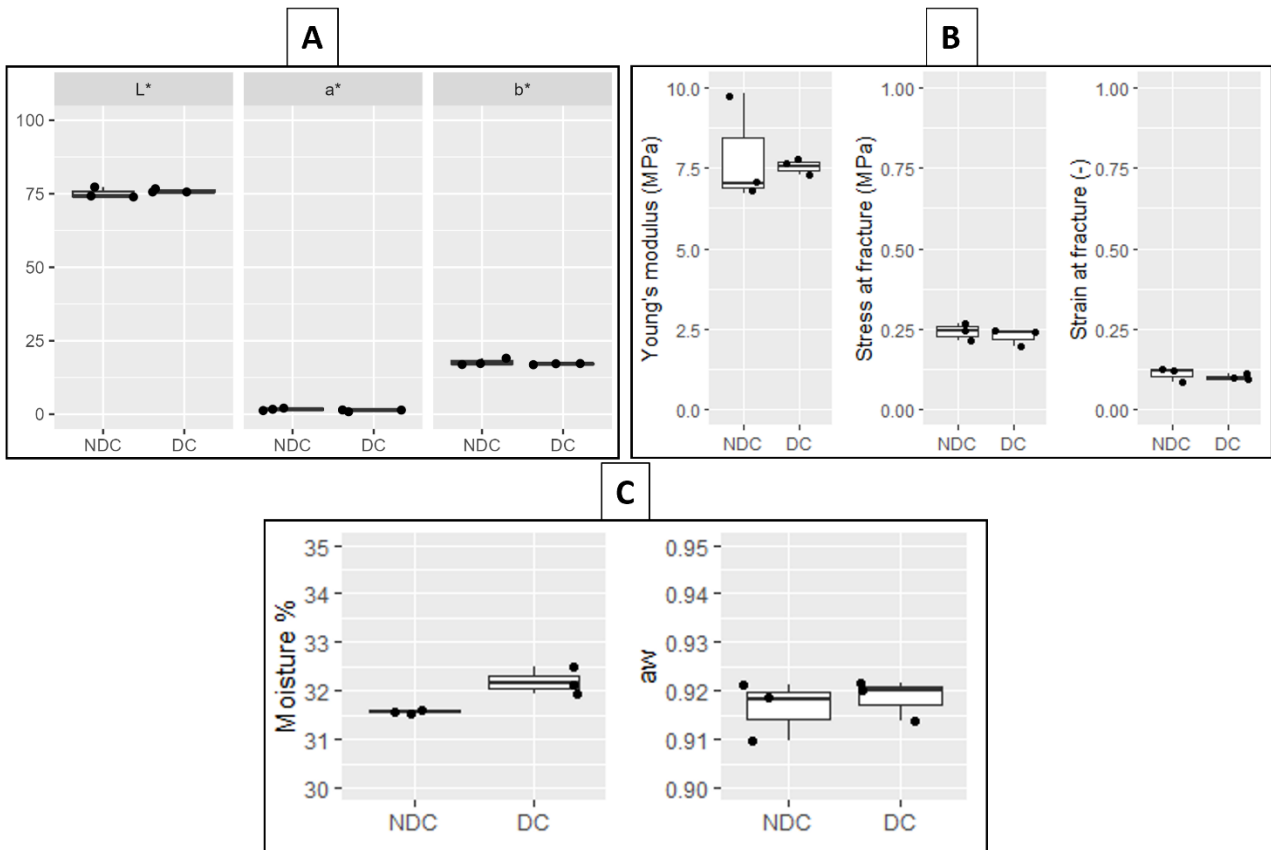 A
L* a* b*
100
75
50
25
0
NDC DC NDC DC NDC DC
B
Young's modulus (MPa)
10.0
7.5
5.0
2.5
0.0
NDC DC
Stress at fracture (MPa)
1.00
0.75
0.50
0.25
0.00
NDC DC
Strain at fracture (-)
1.00
0.75
0.50
0.25
0.00
NDC DC
C
Moisture %
35
34
33
32
31
30
NDC DC
aw
0.95
0.94
0.93
0.92
0.91
0.90
NDC DC